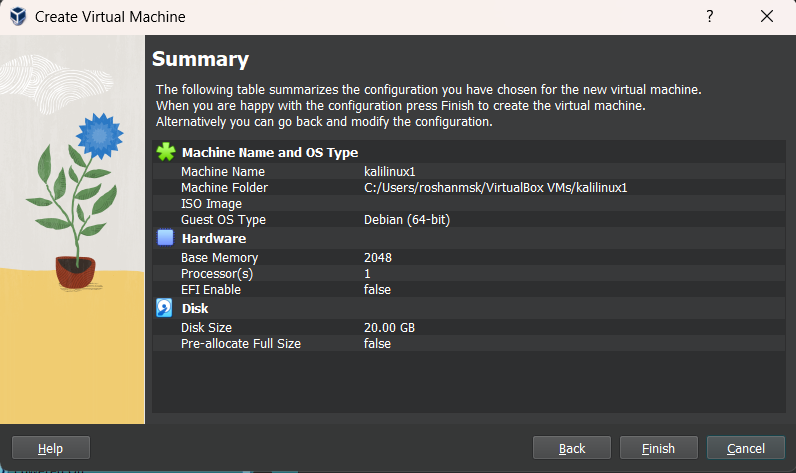 Create Virtual Machine
?
Summary
The following table summarizes the configuration you have chosen for the new virtual machine.
When you are happy with the configuration press Finish to create the virtual machine.
Alternatively you can go back and modify the configuration.
Machine Name and OS Type
Machine Name kalilinux1
Machine Folder C:/Users/roshanmsk/VirtualBox VMs/kalilinux1
ISO Image
Guest OS Type Debian (64-bit)
Hardware
Base Memory 2048
Processor(s) 1
EFI Enable false
Disk
Disk Size 20.00 GB
Pre-allocate Full Size false
Help Back Finish Cancel